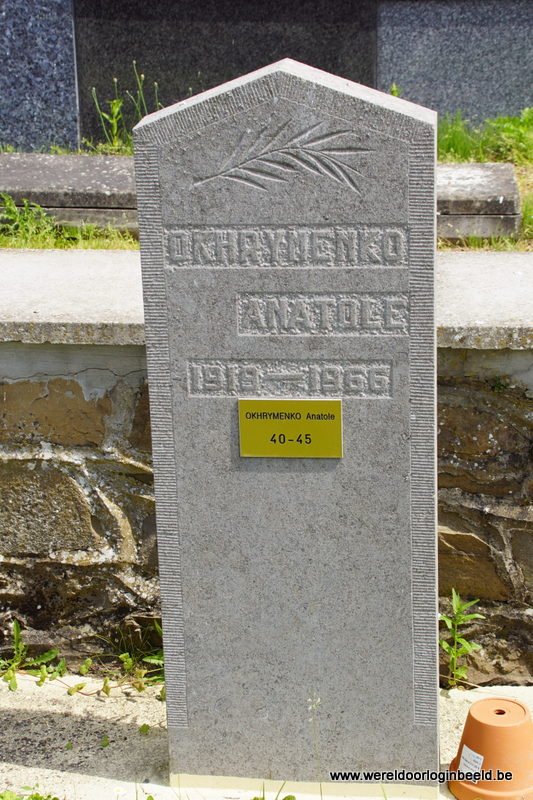 OKHRYMENKO
ANATOLE
1919-1966
OKHRYMENKO Anatole
40-45
www.wereldoorloginbeeld.be